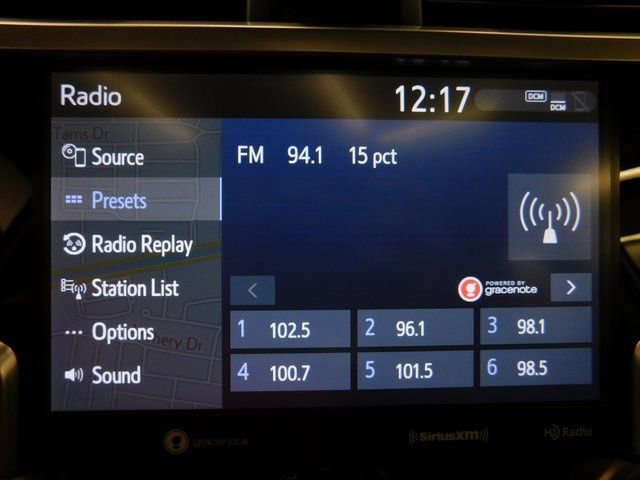 Radio 12:17 DCM
DCM
Tams Dr
Source
FM 94.1 15 pct
Presets
Radio Replay
Station List
POWERED BY
gracenote
Options
1 102.5 2 96.1 3 98.1
Sound
4 100.7 5 101.5 6 98.5
gracenote SiriusXM HD Radio